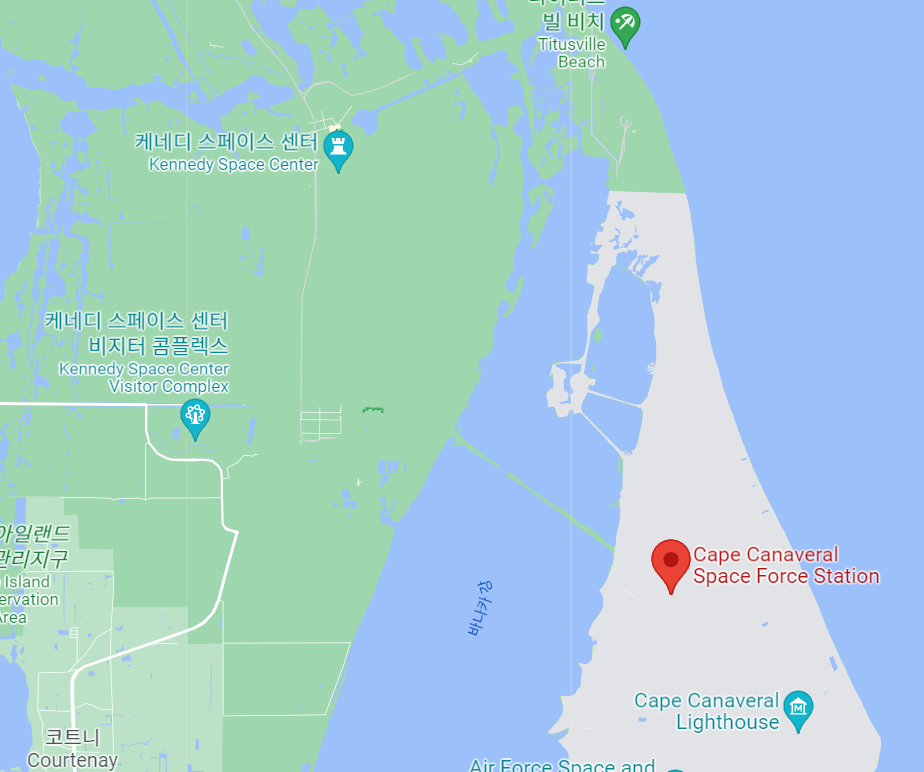 빌 비치
Titusville
Beach
케네디 스페이스 센터
Kennedy Space Center
케네디 스페이스 센터
비지터 콤플렉스
Kennedy Space Center
Visitor Complex
아일랜드
관리지구
Island
ervation
Area
Cape Canaveral
Space Force Station
바나나강
Cape Canaveral
Lighthouse
코트니
Courtenay
Air Force Space and